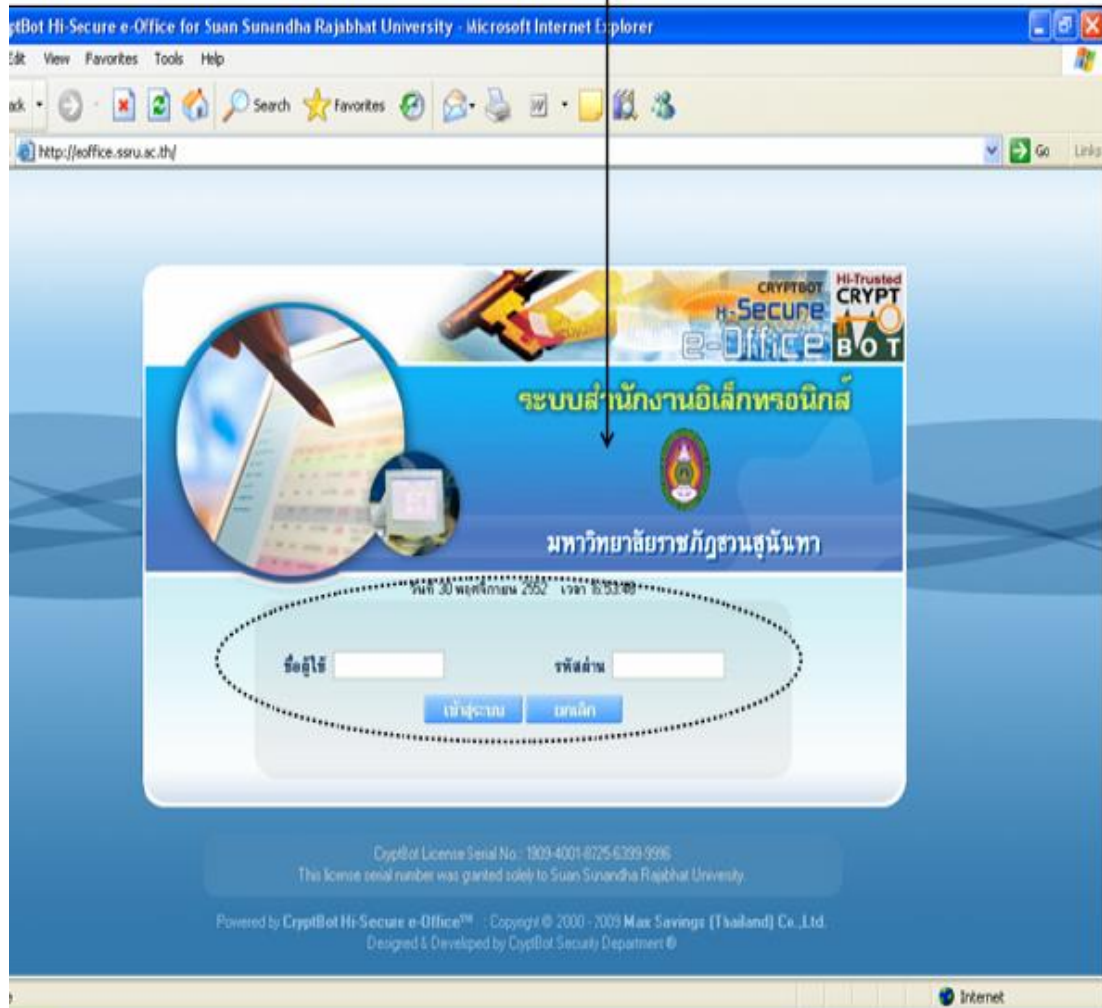 ptBot Hi-Secure e-Office for Suan Sunandha Rajabhat University - Microsoft Internet Explorer
Edit View Favorites Tools Help
Search Favorites
http://eoffice.ssru.ac.th/ Go Links
CRYPTBOT
Hi-Secure
e-Office
Hi-Trusted
CRYPT
BOT
ระบบสำนักงานอิเล็กทรอนิกส์
มหาวิทยาลัยราชภัฏสวนสุนันทา
วันที่ 30 พฤศจิกายน 2552 เวลา 16:53:48
ชื่อผู้ใช้ รหัสผ่าน
เข้าสู่ระบบ ยกเลิก
CryptBot License Serial No.: 1909-4001-8725-6399-9996
This license serial number was granted solely to Suan Sunandha Rajabhat University.
Powered by CryptBot Hi-Secure e-Office™ : Copyright © 2000 - 2009 Max Savings (Thailand) Co.,Ltd.
Designed & Developed by CryptBot Security Department ®
Internet